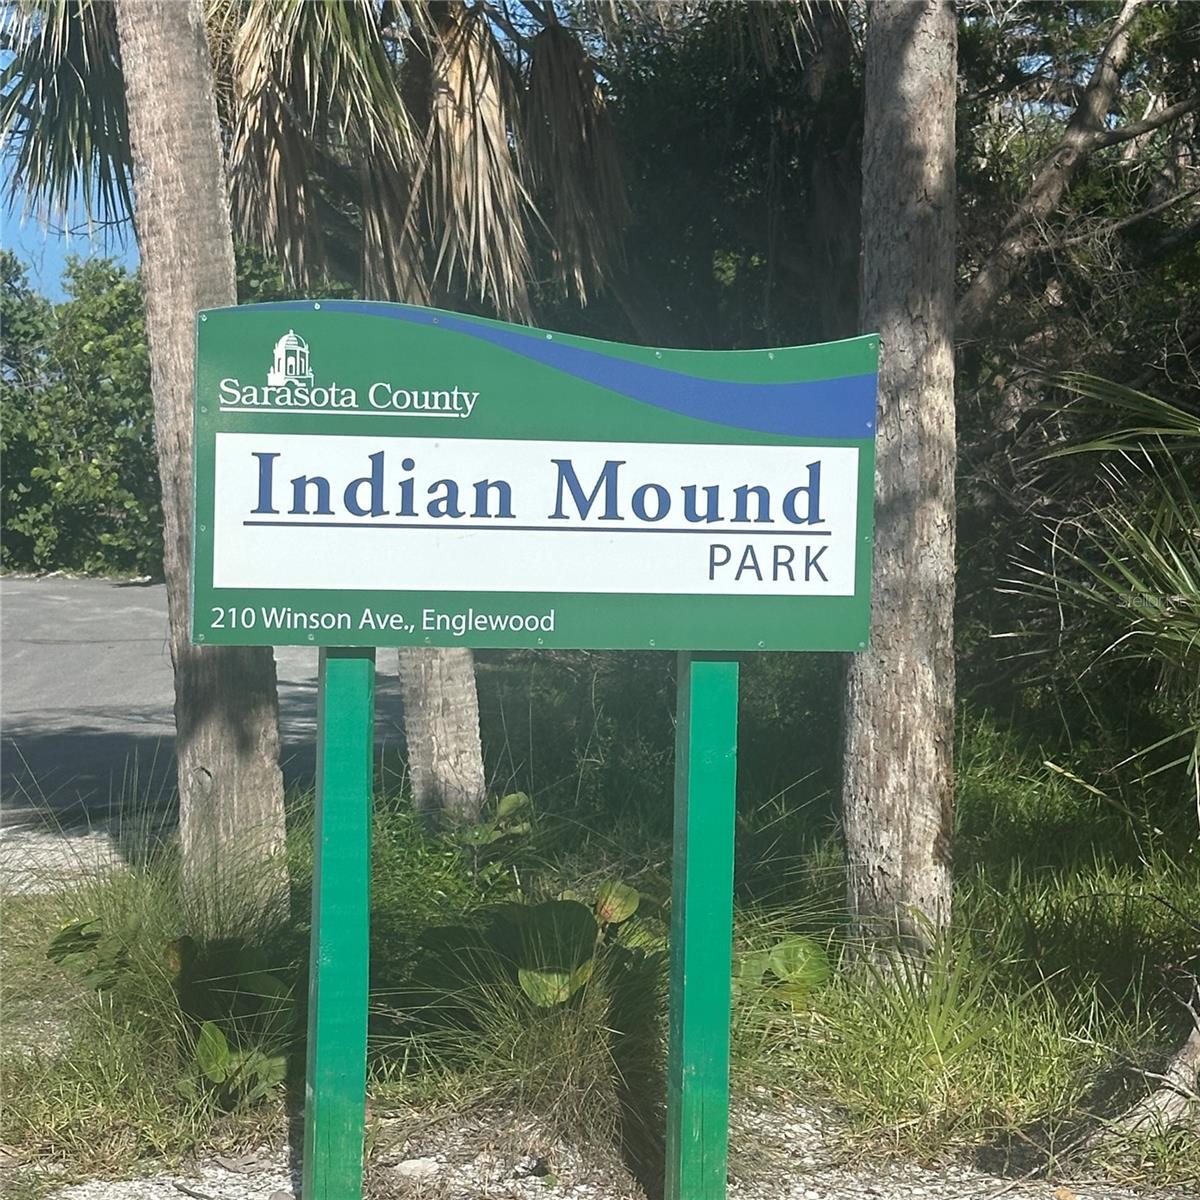 Sarasota County
Indian Mound
PARK
210 Winson Ave., Englewood